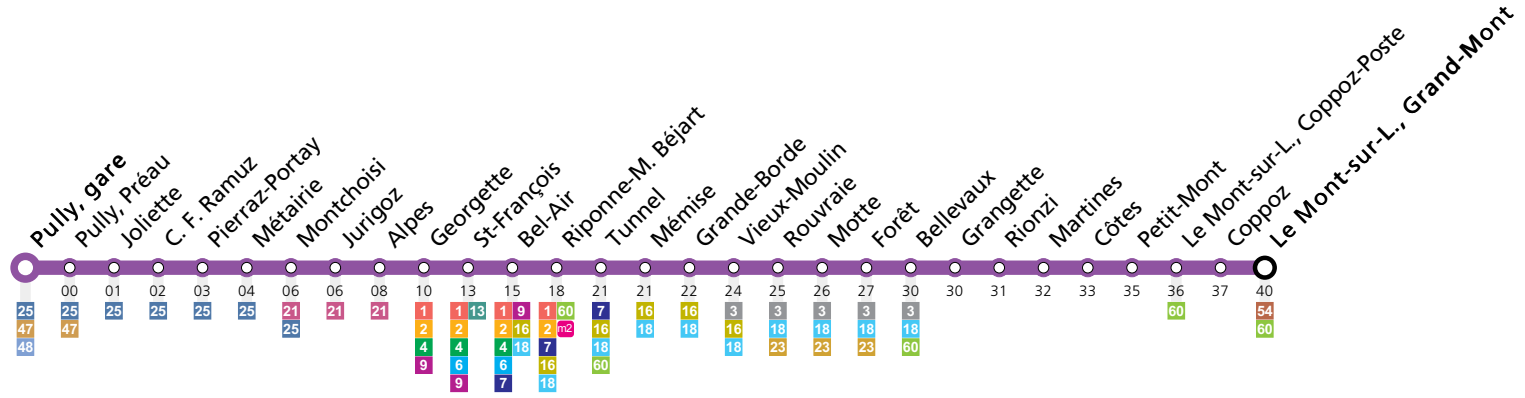 Pully, gare
Pully, Préau
Joliette
C. F. Ramuz
Pierraz-Portay
Métairie
Montchoisi
Jurigoz
Alpes
Georgette
St-François
Bel-Air
Riponne-M. Béjart
Tunnel
Mémise
Grande-Borde
Vieux-Moulin
Rouvraie
Motte
Forêt
Bellevaux
Grangette
Rionzi
Martines
Côtes
Petit-Mont
Le Mont-sur-L., Coppoz-Poste
Coppoz
Le Mont-sur-L., Grand-Mont
00 01 02 03 04 06 06 08 10 13 15 18 21 21 22 24 25 26 27 30 30 31 32 33 35 36 37 40
25 25 25 25 25 25 21 21 21 1 1 13 1 9 1 60 7 16 16 3 3 3 3 3 60 54
47 47 25 2 2 2 16 2 m2 16 18 18 16 18 18 18 18 60
48 4 4 4 18 7 18 18 23 23 23 60
9 6 6 16 60
9 7 18